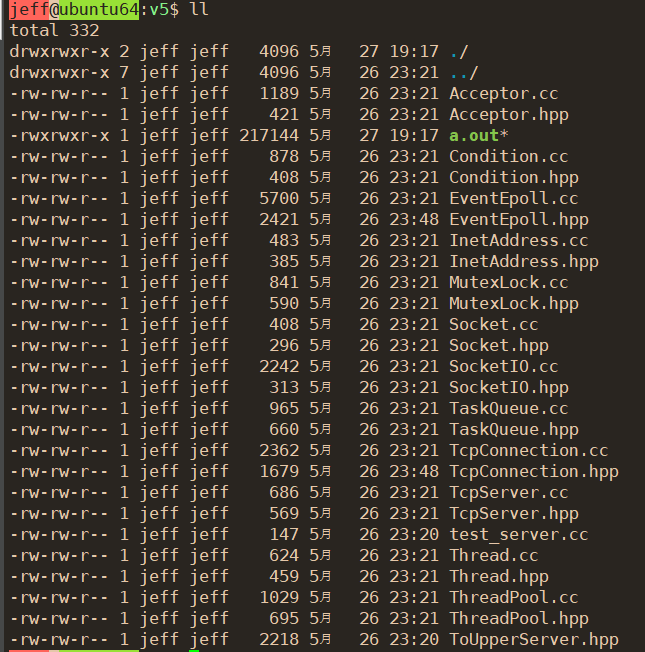 jeff@ubuntu64:v5$ ll
total 332
drwxrwxr-x 2 jeff jeff   4096 5月   27 19:17 ./
drwxrwxr-x 7 jeff jeff   4096 5月   26 23:21 ../
-rw-rw-r-- 1 jeff jeff   1189 5月   26 23:21 Acceptor.cc
-rw-rw-r-- 1 jeff jeff    421 5月   26 23:21 Acceptor.hpp
-rwxrwxr-x 1 jeff jeff 217144 5月   27 19:17 a.out*
-rw-rw-r-- 1 jeff jeff    878 5月   26 23:21 Condition.cc
-rw-rw-r-- 1 jeff jeff    408 5月   26 23:21 Condition.hpp
-rw-rw-r-- 1 jeff jeff   5700 5月   26 23:21 EventEpoll.cc
-rw-rw-r-- 1 jeff jeff   2421 5月   26 23:48 EventEpoll.hpp
-rw-rw-r-- 1 jeff jeff    483 5月   26 23:21 InetAddress.cc
-rw-rw-r-- 1 jeff jeff    385 5月   26 23:21 InetAddress.hpp
-rw-rw-r-- 1 jeff jeff    841 5月   26 23:21 MutexLock.cc
-rw-rw-r-- 1 jeff jeff    590 5月   26 23:21 MutexLock.hpp
-rw-rw-r-- 1 jeff jeff    408 5月   26 23:21 Socket.cc
-rw-rw-r-- 1 jeff jeff    296 5月   26 23:21 Socket.hpp
-rw-rw-r-- 1 jeff jeff   2242 5月   26 23:21 SocketIO.cc
-rw-rw-r-- 1 jeff jeff    313 5月   26 23:21 SocketIO.hpp
-rw-rw-r-- 1 jeff jeff    965 5月   26 23:21 TaskQueue.cc
-rw-rw-r-- 1 jeff jeff    660 5月   26 23:21 TaskQueue.hpp
-rw-rw-r-- 1 jeff jeff   2362 5月   26 23:21 TcpConnection.cc
-rw-rw-r-- 1 jeff jeff   1679 5月   26 23:48 TcpConnection.hpp
-rw-rw-r-- 1 jeff jeff    686 5月   26 23:21 TcpServer.cc
-rw-rw-r-- 1 jeff jeff    569 5月   26 23:21 TcpServer.hpp
-rw-rw-r-- 1 jeff jeff    147 5月   26 23:20 test_server.cc
-rw-rw-r-- 1 jeff jeff    624 5月   26 23:21 Thread.cc
-rw-rw-r-- 1 jeff jeff    459 5月   26 23:21 Thread.hpp
-rw-rw-r-- 1 jeff jeff   1029 5月   26 23:21 ThreadPool.cc
-rw-rw-r-- 1 jeff jeff    695 5月   26 23:21 ThreadPool.hpp
-rw-rw-r-- 1 jeff jeff   2218 5月   26 23:20 ToUpperServer.hpp